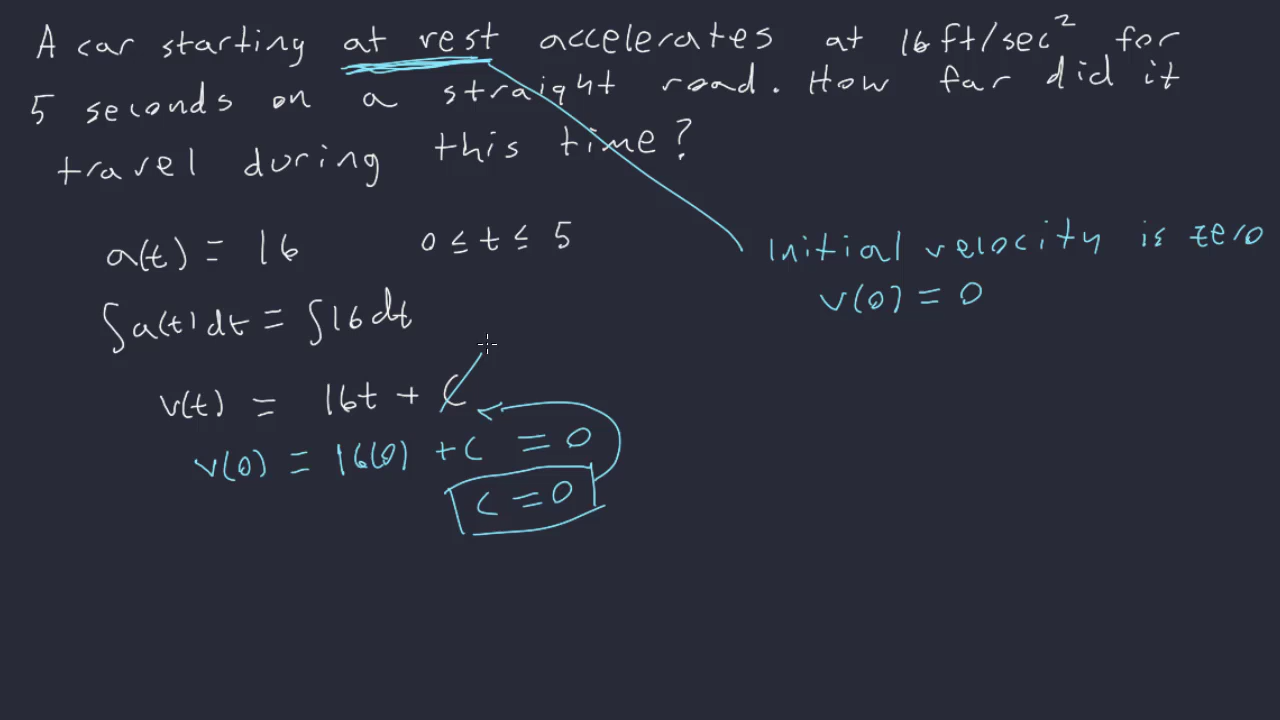 A car starting at rest accelerates at 16 ft/sec² for
5 seconds on a straight road. How far did it
travel during this time?
a(t) = 16   0 ≤ t ≤ 5
Initial velocity is zero
v(0) = 0
∫a(t)dt = ∫16dt
v(t) = 16t + C
v(0) = 16(0) + C = 0
C = 0